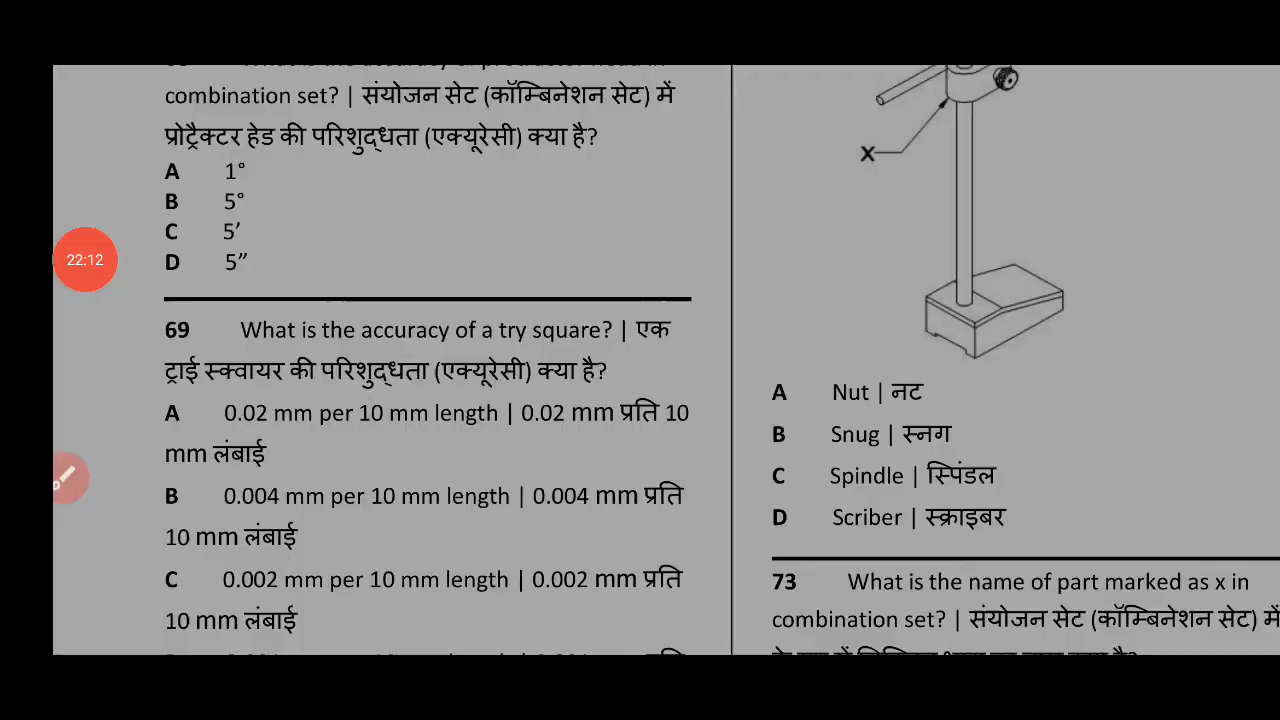 combination set? | संयोजन सेट (कॉम्बिनेशन सेट) में
प्रोट्रैक्टर हेड की परिशुद्धता (एक्यूरेसी) क्या है?
A 1°
B 5°
C 5′
D 5″
22:12
69 What is the accuracy of a try square? | एक
ट्राई स्क्वायर की परिशुद्धता (एक्यूरेसी) क्या है?
A 0.02 mm per 10 mm length | 0.02 mm प्रति 10
mm लंबाई
B 0.004 mm per 10 mm length | 0.004 mm प्रति
10 mm लंबाई
C 0.002 mm per 10 mm length | 0.002 mm प्रति
10 mm लंबाई
X
A Nut | नट
B Snug | स्नग
C Spindle | स्पिंडल
D Scriber | स्क्राइबर
73 What is the name of part marked as x in
combination set? | संयोजन सेट (कॉम्बिनेशन सेट) में